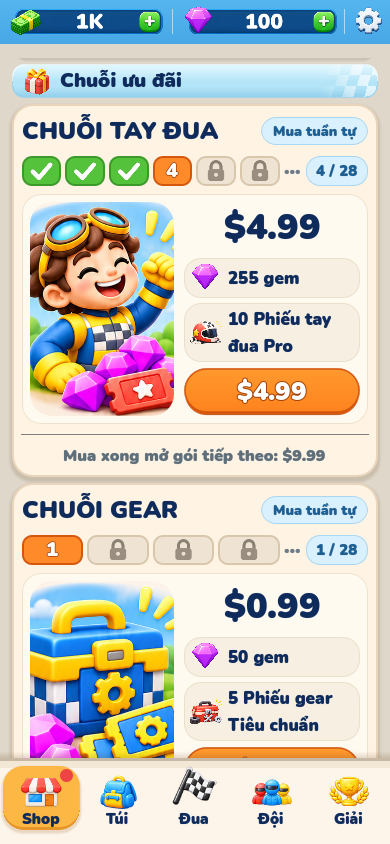 1K
100
Chuỗi ưu đãi
CHUỖI TAY ĐUA
Mua tuần tự
4
4 / 28
$4.99
255 gem
10 Phiếu tay
đua Pro
$4.99
Mua xong mở gói tiếp theo: $9.99
CHUỖI GEAR
Mua tuần tự
1
1 / 28
$0.99
50 gem
5 Phiếu gear
Tiêu chuẩn
Shop
Túi
Đua
Đội
Giải